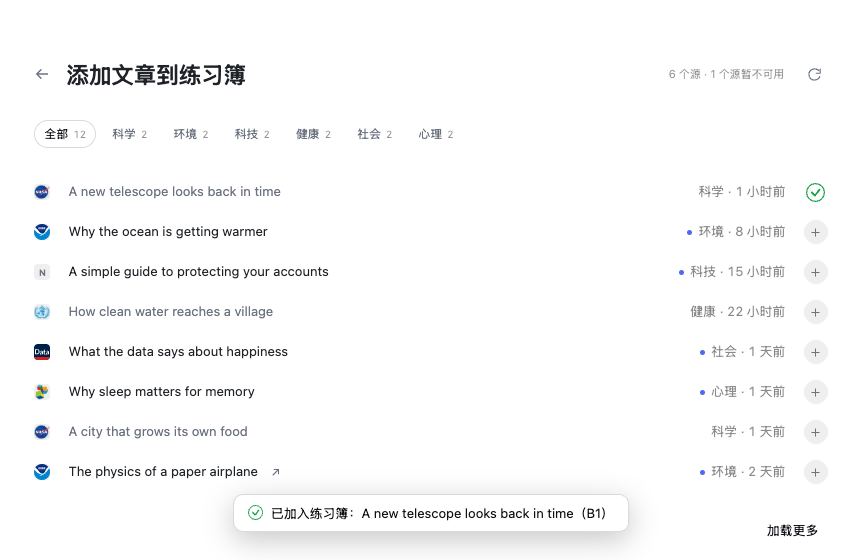 添加文章到练习簿
6 个源 · 1 个源暂不可用
全部 12 科学 2 环境 2 科技 2 健康 2 社会 2 心理 2
NASA A new telescope looks back in time 科学 · 1 小时前
Why the ocean is getting warmer 环境 · 8 小时前
N A simple guide to protecting your accounts 科技 · 15 小时前
How clean water reaches a village 健康 · 22 小时前
Data What the data says about happiness 社会 · 1 天前
Why sleep matters for memory 心理 · 1 天前
NASA A city that grows its own food 科学 · 1 天前
The physics of a paper airplane 环境 · 2 天前
已加入练习簿：A new telescope looks back in time（B1）
加载更多